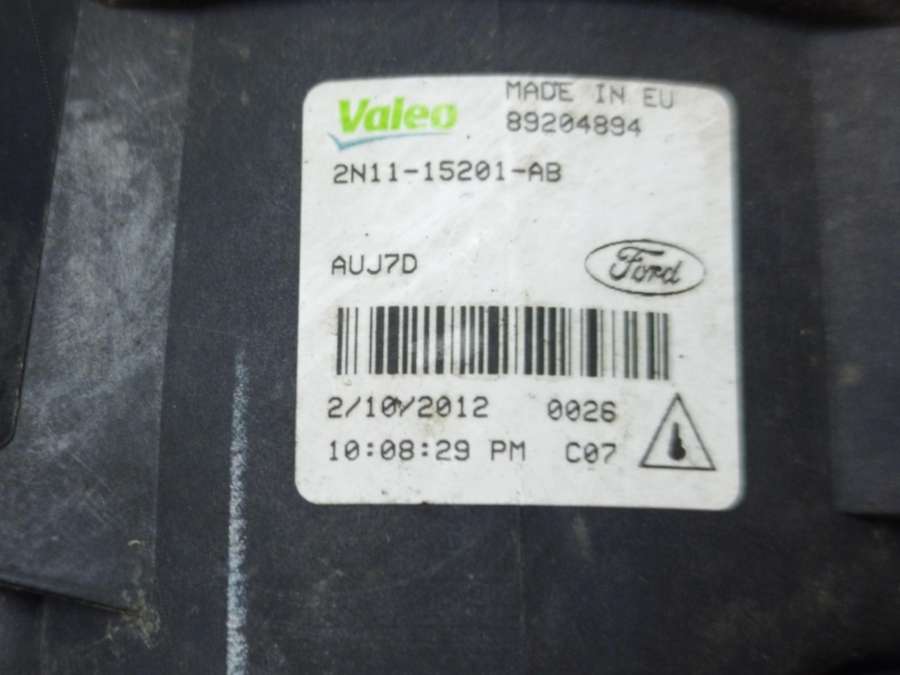 Valeo MADE IN EU
89204894
2N11-15201-AB
AUJ7D Ford
2/10/2012 0026
10:08:29 PM C07